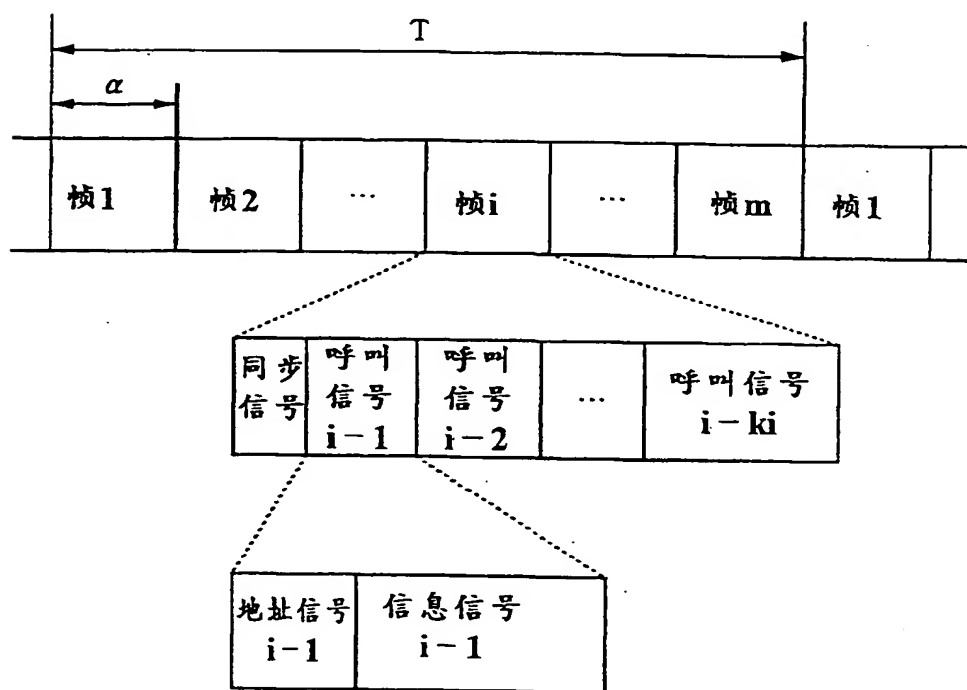 T
α
帧1 帧2 … 帧i … 帧m 帧1
同步
信号
呼叫
信号
i-1
呼叫
信号
i-2
…
呼叫信号
i-ki
地址信号
i-1
信息信号
i-1